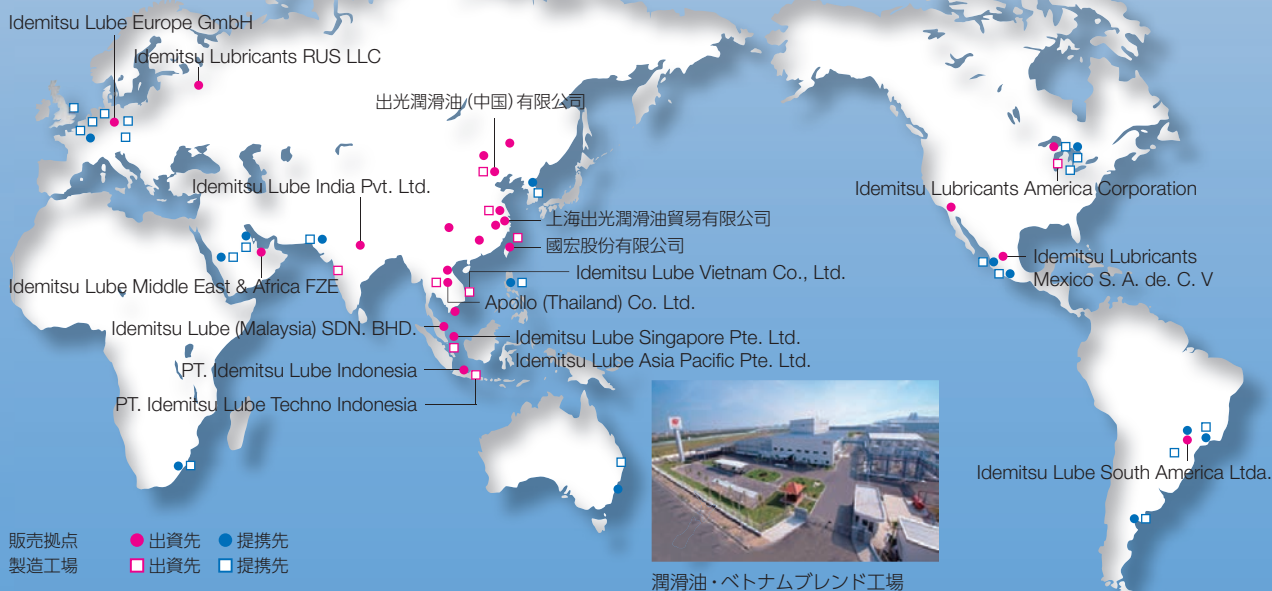 Idemitsu Lube Europe GmbH
Idemitsu Lubricants RUS LLC
出光潤滑油(中国)有限公司
Idemitsu Lube India Pvt. Ltd.
Idemitsu Lubricants America Corporation
上海出光潤滑油貿易有限公司
國宏股份有限公司
Idemitsu Lubricants
Mexico S. A. de. C. V
Idemitsu Lube Vietnam Co., Ltd.
Idemitsu Lube Middle East & Africa FZE
Apollo (Thailand) Co. Ltd.
Idemitsu Lube (Malaysia) SDN. BHD.
Idemitsu Lube Singapore Pte. Ltd.
Idemitsu Lube Asia Pacific Pte. Ltd.
PT. Idemitsu Lube Indonesia
PT. Idemitsu Lube Techno Indonesia
Idemitsu Lube South America Ltda.
販売拠点 出資先 提携先
製造工場 出資先 提携先
潤滑油・ベトナムブレンド工場